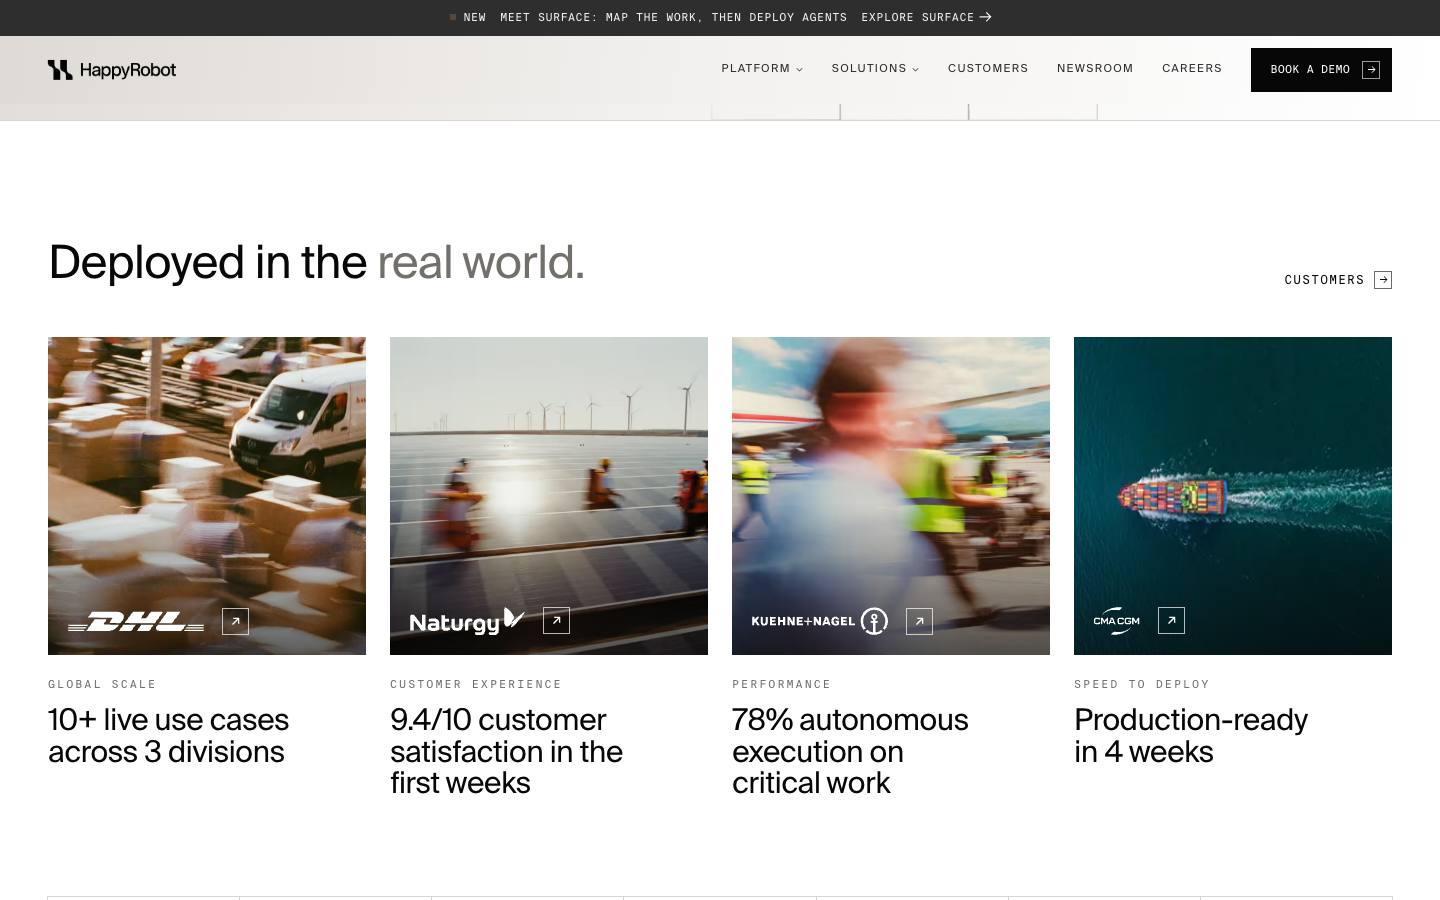 NEW MEET SURFACE: MAP THE WORK, THEN DEPLOY AGENTS EXPLORE SURFACE
HappyRobot
PLATFORM
SOLUTIONS
CUSTOMERS
NEWSROOM
CAREERS
BOOK A DEMO
Deployed in the real world.
CUSTOMERS
DHL
Naturgy
KUEHNE+NAGEL
CMA CGM
GLOBAL SCALE
10+ live use cases
across 3 divisions
CUSTOMER EXPERIENCE
9.4/10 customer
satisfaction in the
first weeks
PERFORMANCE
78% autonomous
execution on
critical work
SPEED TO DEPLOY
Production-ready
in 4 weeks